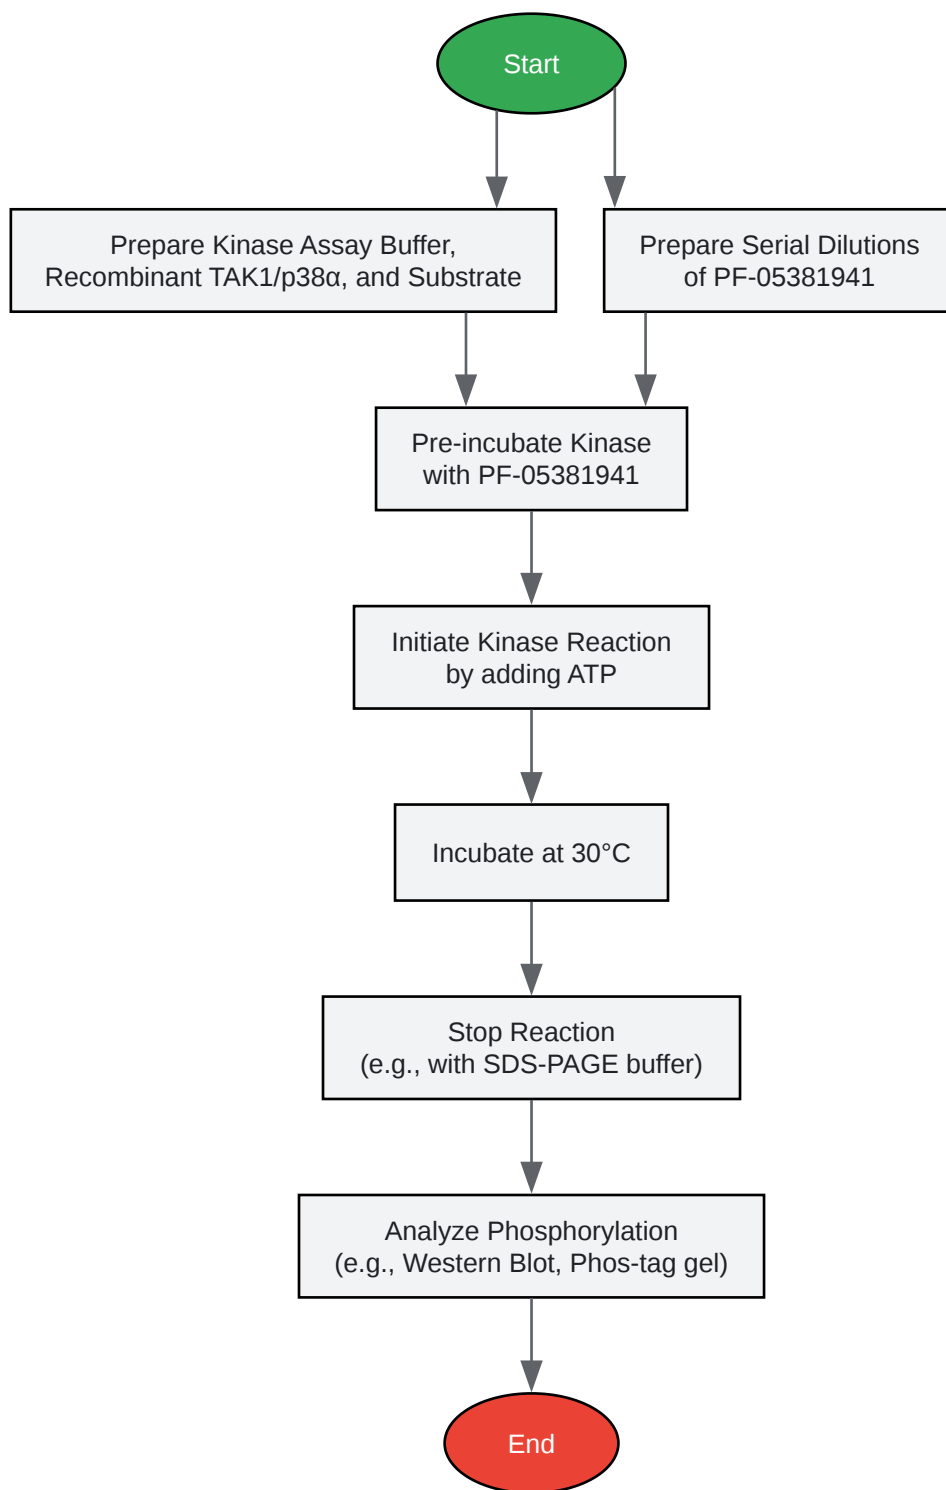 Start
Prepare Kinase Assay Buffer,
Recombinant TAK1/p38α, and Substrate
Prepare Serial Dilutions
of PF-05381941
Pre-incubate Kinase
with PF-05381941
Initiate Kinase Reaction
by adding ATP
Incubate at 30°C
Stop Reaction
(e.g., with SDS-PAGE buffer)
Analyze Phosphorylation
(e.g., Western Blot, Phos-tag gel)
End